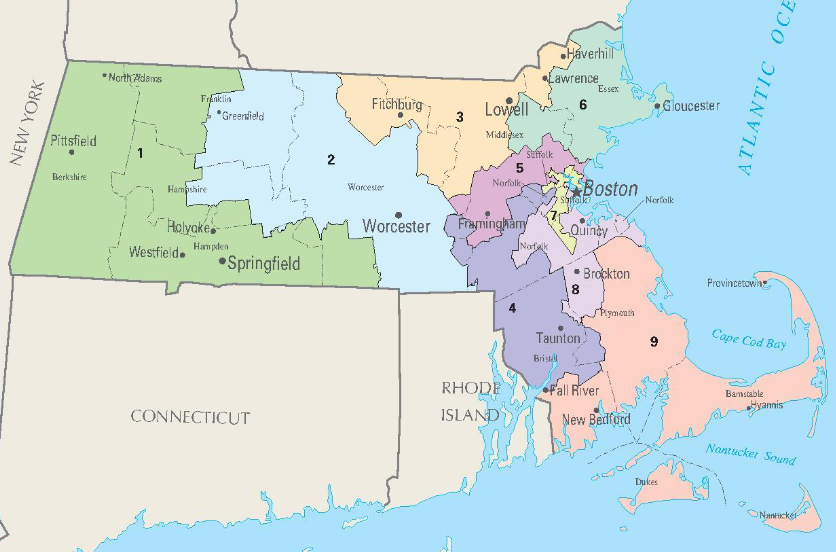 Haverhill
Lawrence
Essex
6
Gloucester
ATLANTIC OCE
North Adams
Franklin
Greenfield
Fitchburg
3
Lowell
Middlesex
NEW YORK
Pittsfield
1
Berkshire
2
Hampshire
Worcester
Worcester
Suffolk
5
Norfolk
Boston
Suffolk
7
Norfolk
Framingham
Quincy
Norfolk
Holyoke
Hampden
Westfield
Springfield
Brockton
8
Plymouth
4
Taunton
Bristol
9
Provincetown
Cape Cod Bay
Barnstable
Hyannis
Fall River
New Bedford
RHODE
ISLAND
CONNECTICUT
Nantucket Sound
Dukes
Nantucket